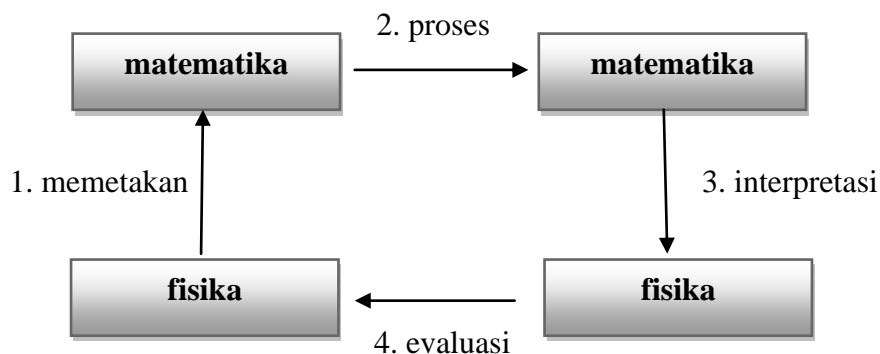 2. proses
matematika
matematika
1. memetakan
3. interpretasi
fisika
fisika
4. evaluasi